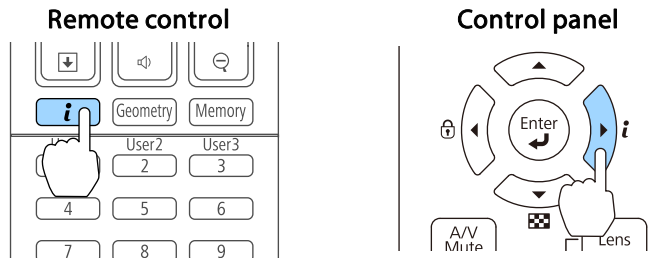 Remote control
Control panel
i
Geometry
Memory
User2
User3
2
3
4
5
6
7
8
9
Enter
i
A/V
Mute
Lens